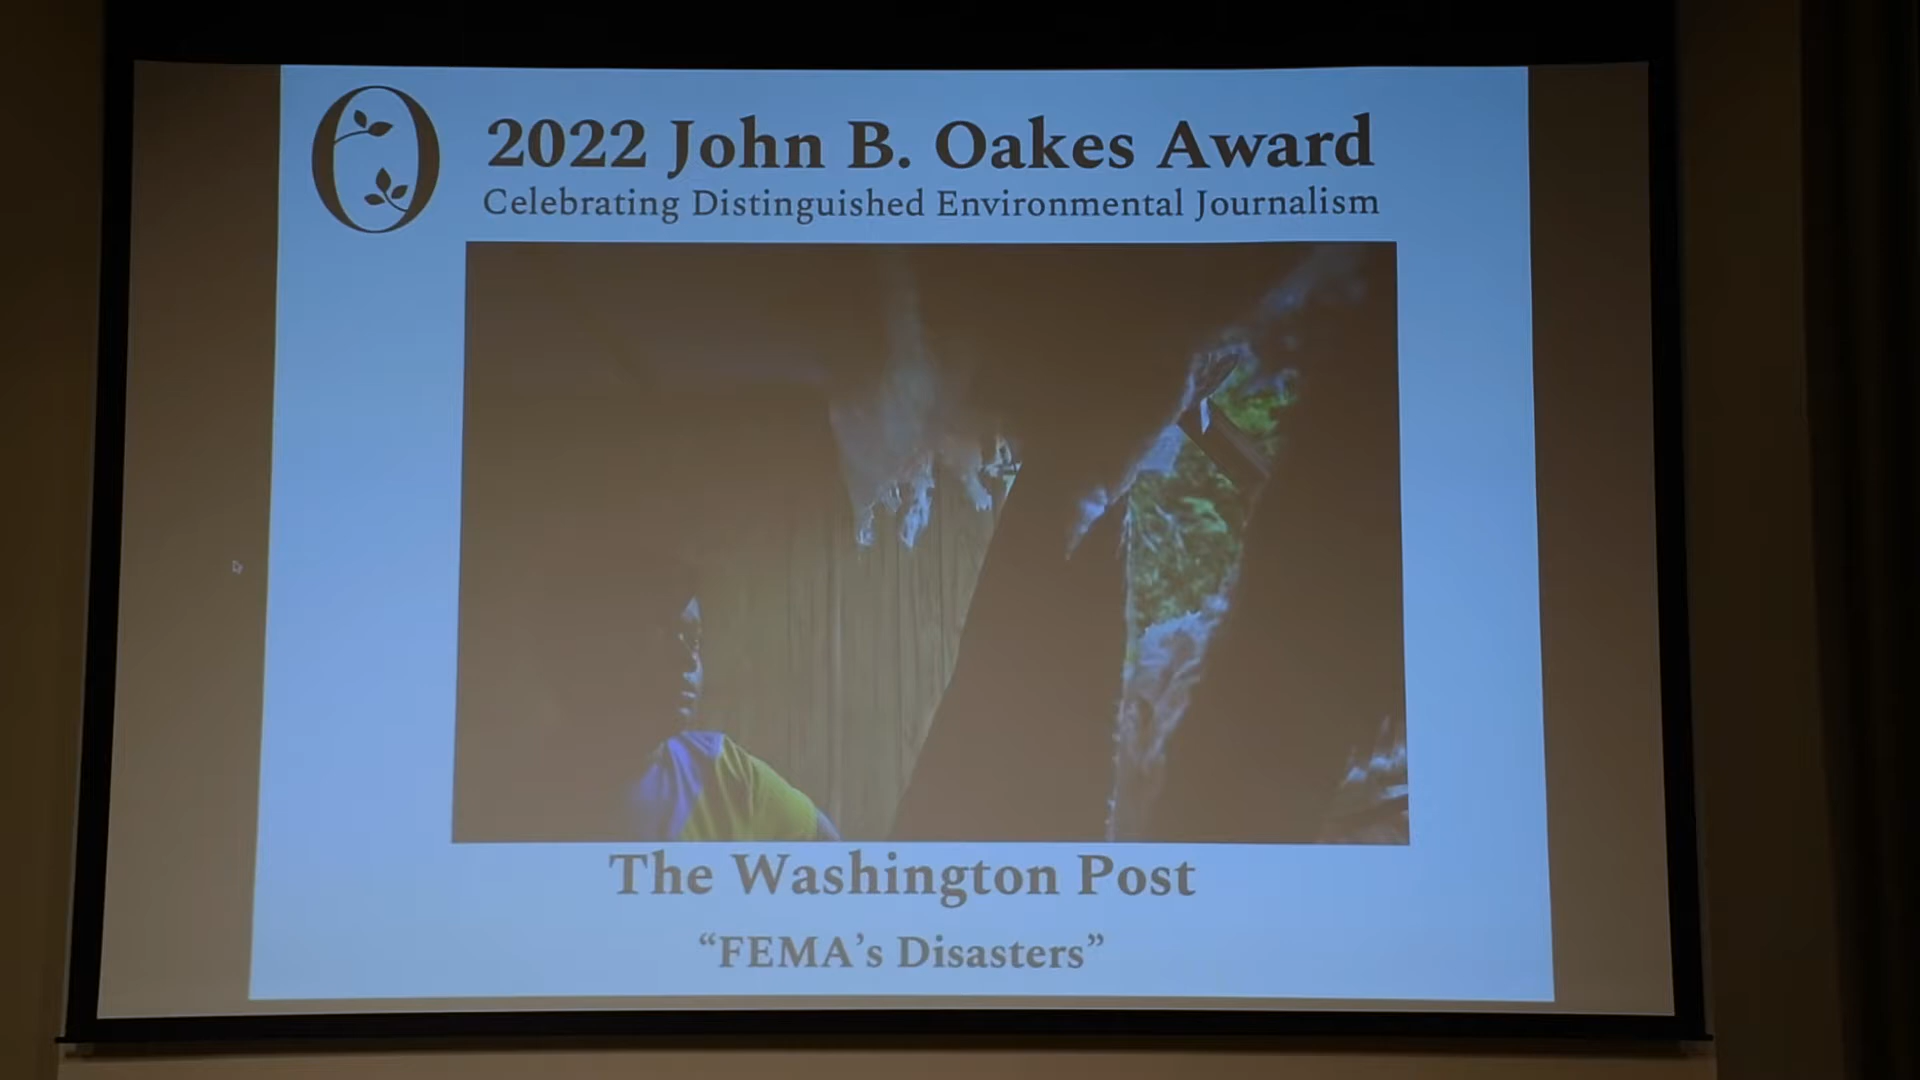 2022 John B. Oakes Award
Celebrating Distinguished Environmental Journalism
The Washington Post
“FEMA’s Disasters”